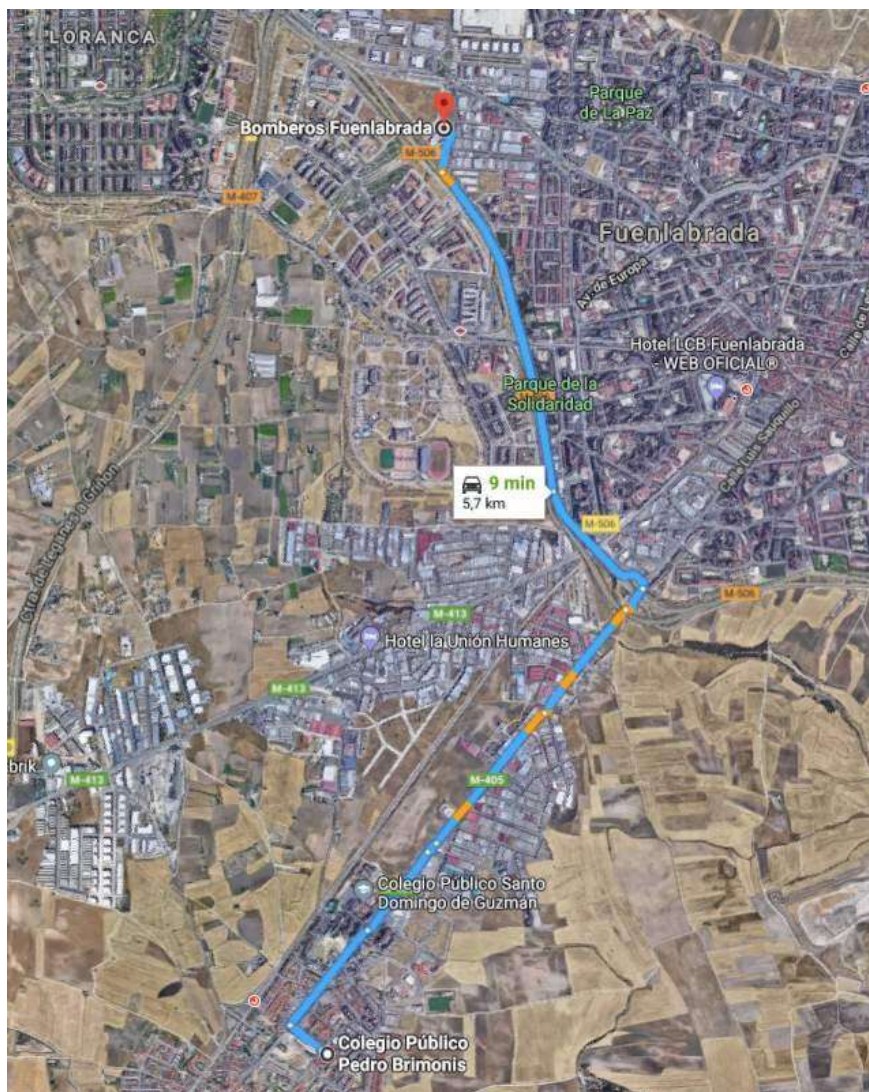 LORANCA
Parque
de La Paz
Bomberos Fuenlabrada
M-506
M-407
Fuenlabrada
Av. de Europa
Hotel LCB Fuenlabrada
- WEB OFICIAL®
Parque de la
Solidaridad
9 min
5,7 km
Calle Luis Sauquillo
M-506
Ctra. de Leganés a Griñon
M-506
M-413
Hotel la Unión Humanes
M-413
brik
M-413
M-405
Colegio Público Santo
Domingo de Guzmán
Colegio Público
Pedro Brimonis